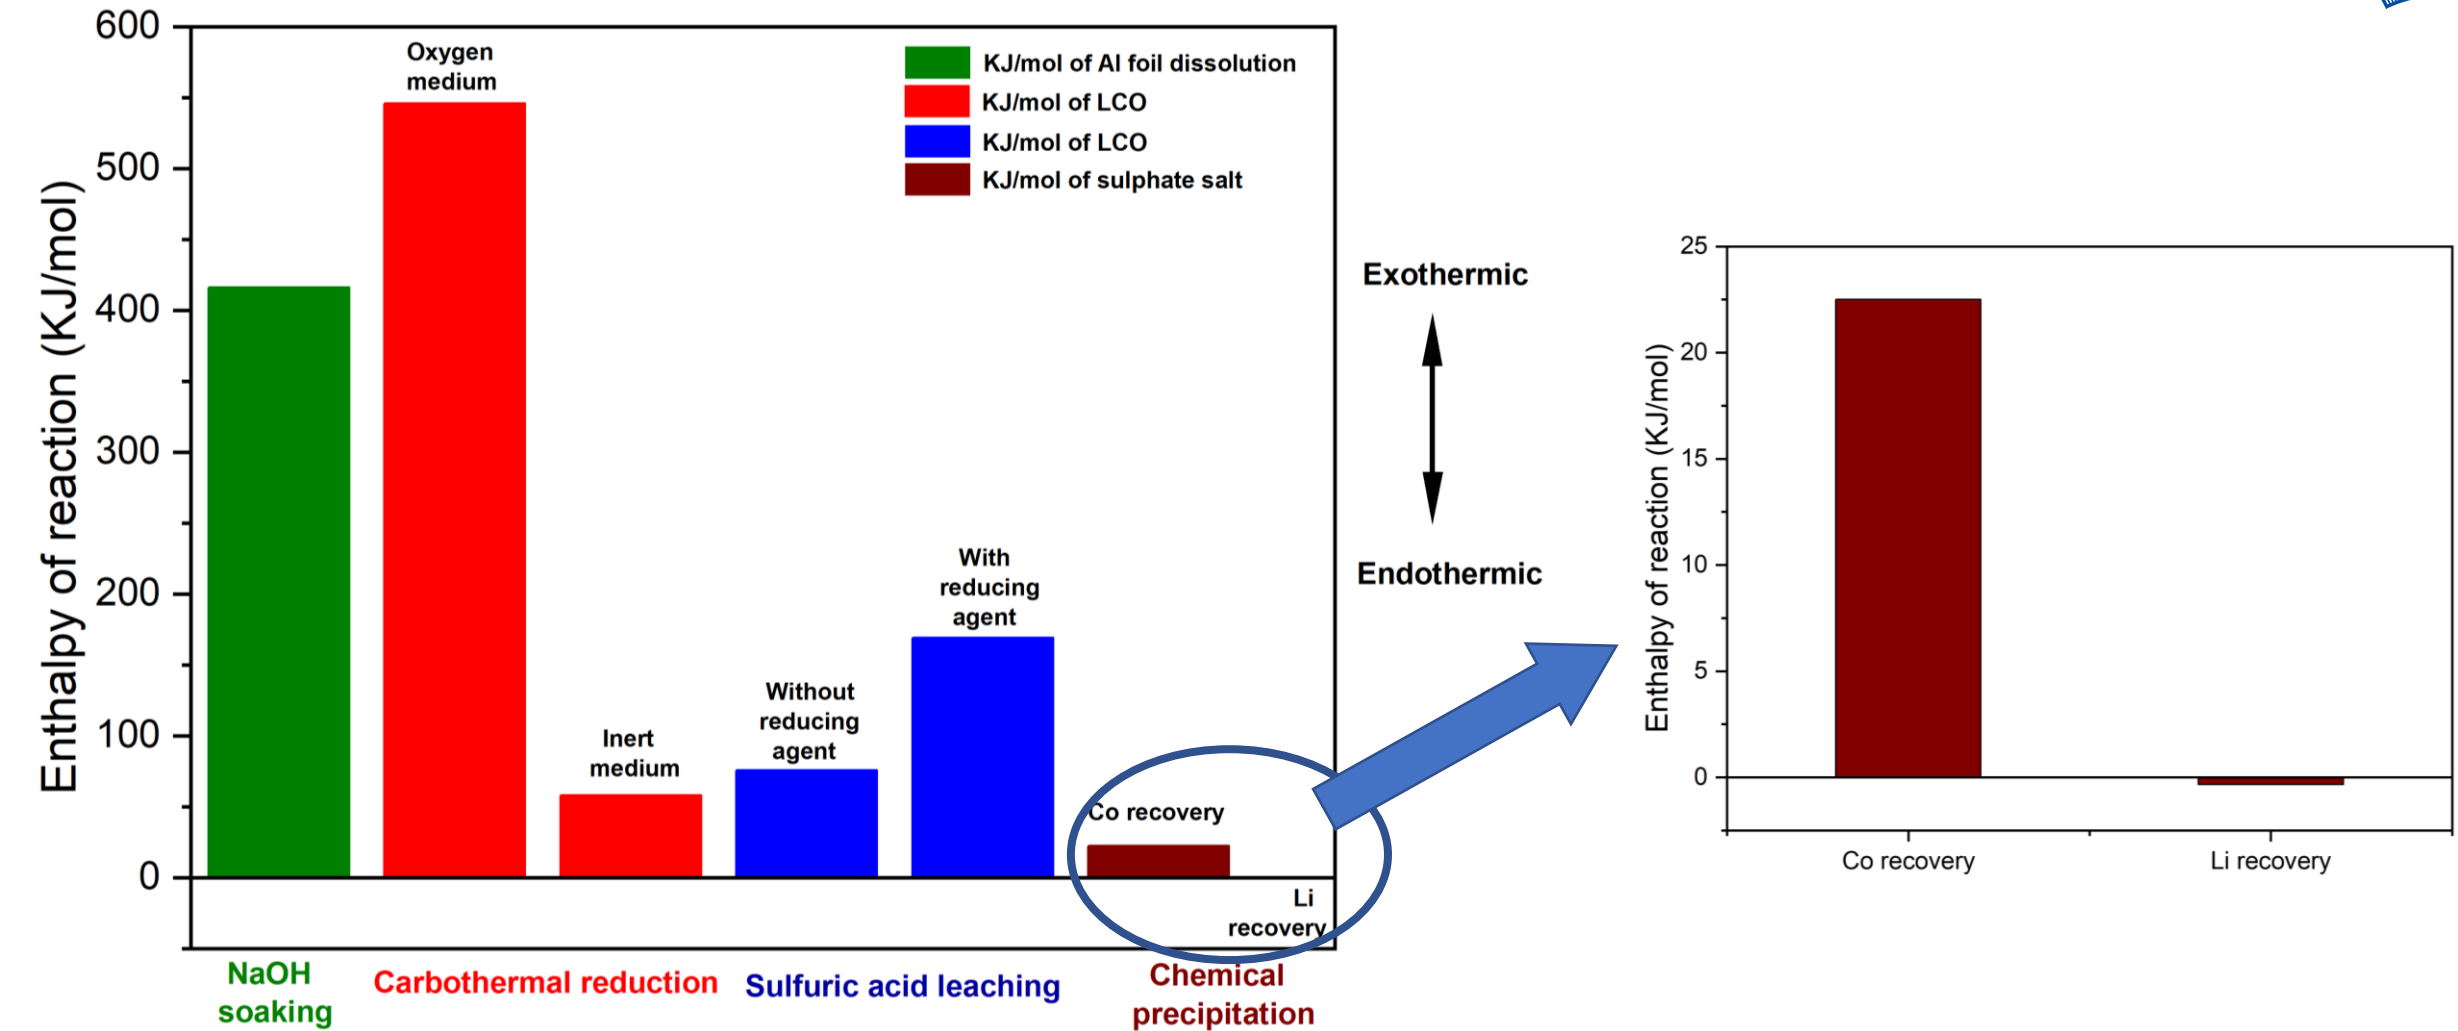 Enthalpy of reaction (KJ/mol)
600
500
400
300
200
100
0
Oxygen
medium
Inert
medium
Without
reducing
agent
With
reducing
agent
Co recovery
Li
recovery
KJ/mol of Al foil dissolution
KJ/mol of LCO
KJ/mol of LCO
KJ/mol of sulphate salt
NaOH
soaking
Carbothermal reduction
Sulfuric acid leaching
Chemical
precipitation
Exothermic
Endothermic
Enthalpy of reaction (KJ/mol)
25
20
15
10
5
0
Co recovery
Li recovery